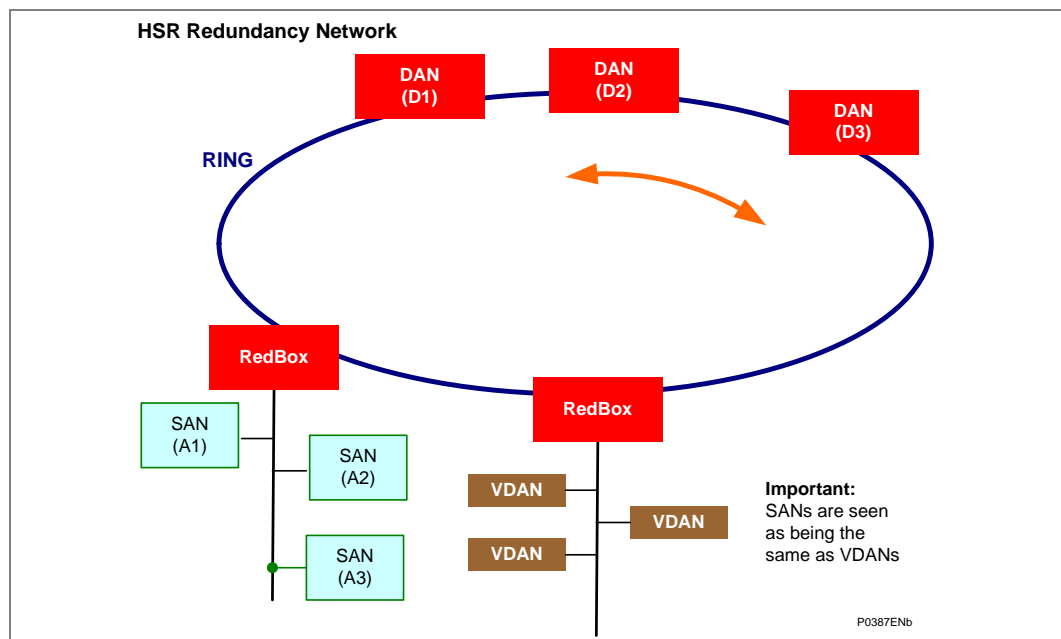 HSR Redundancy Network
DAN
(D1)
DAN
(D2)
DAN
(D3)
RING
RedBox
RedBox
SAN
(A1)
SAN
(A2)
SAN
(A3)
VDAN
VDAN
VDAN
Important:
SANs are seen
as being the
same as VDANs
P0387ENb